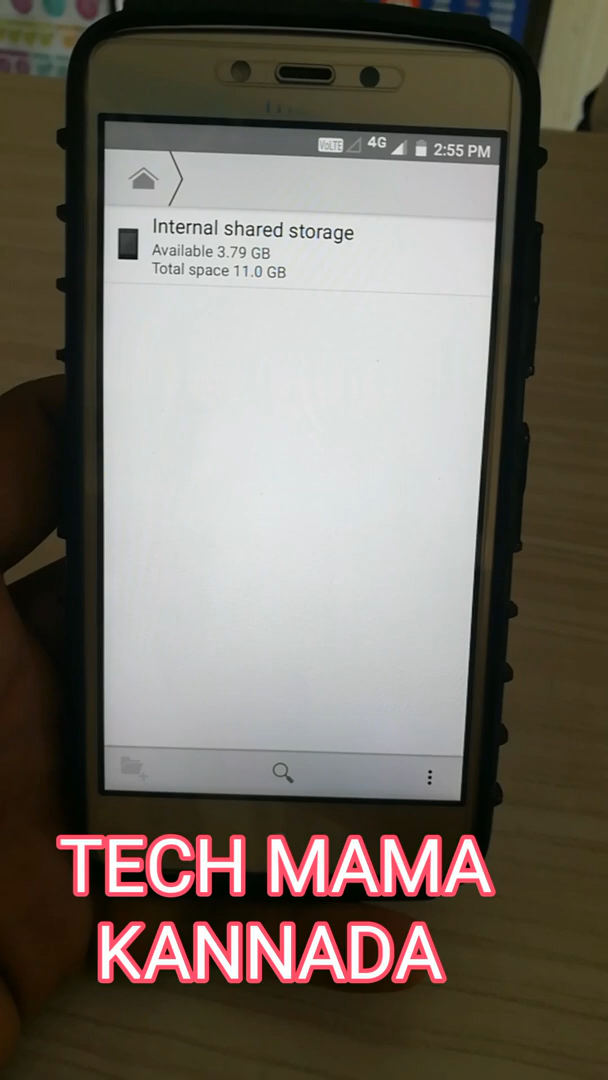 VoLTE 4G 2:55 PM
Internal shared storage
Available 3.79 GB
Total space 11.0 GB
TECH MAMA
KANNADA